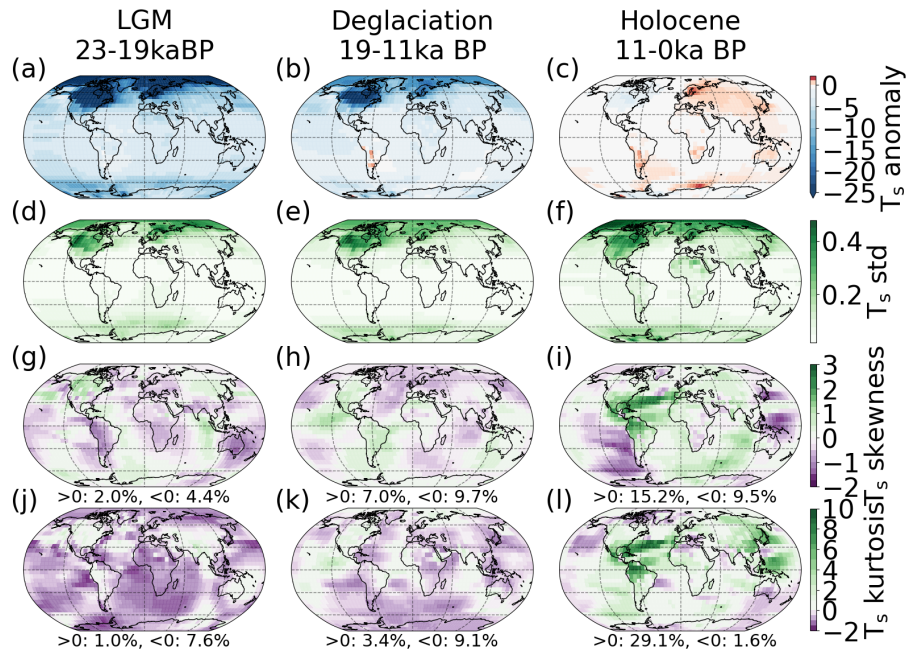 LGM
23-19kaBP
Deglaciation
19-11ka BP
Holocene
11-0ka BP
(a) (b) (c)
0
−5
−10
−15
−20
−25
Tₛ anomaly
(d) (e) (f)
0.4
0.2
Tₛ std
(g) (h) (i)
3
2
1
0
−1
−2
Tₛ skewness
>0: 2.0%, <0: 4.4% >0: 7.0%, <0: 9.7% >0: 15.2%, <0: 9.5%
(j) (k) (l)
10
8
6
4
2
0
−2
Tₛ kurtosis
>0: 1.0%, <0: 7.6% >0: 3.4%, <0: 9.1% >0: 29.1%, <0: 1.6%